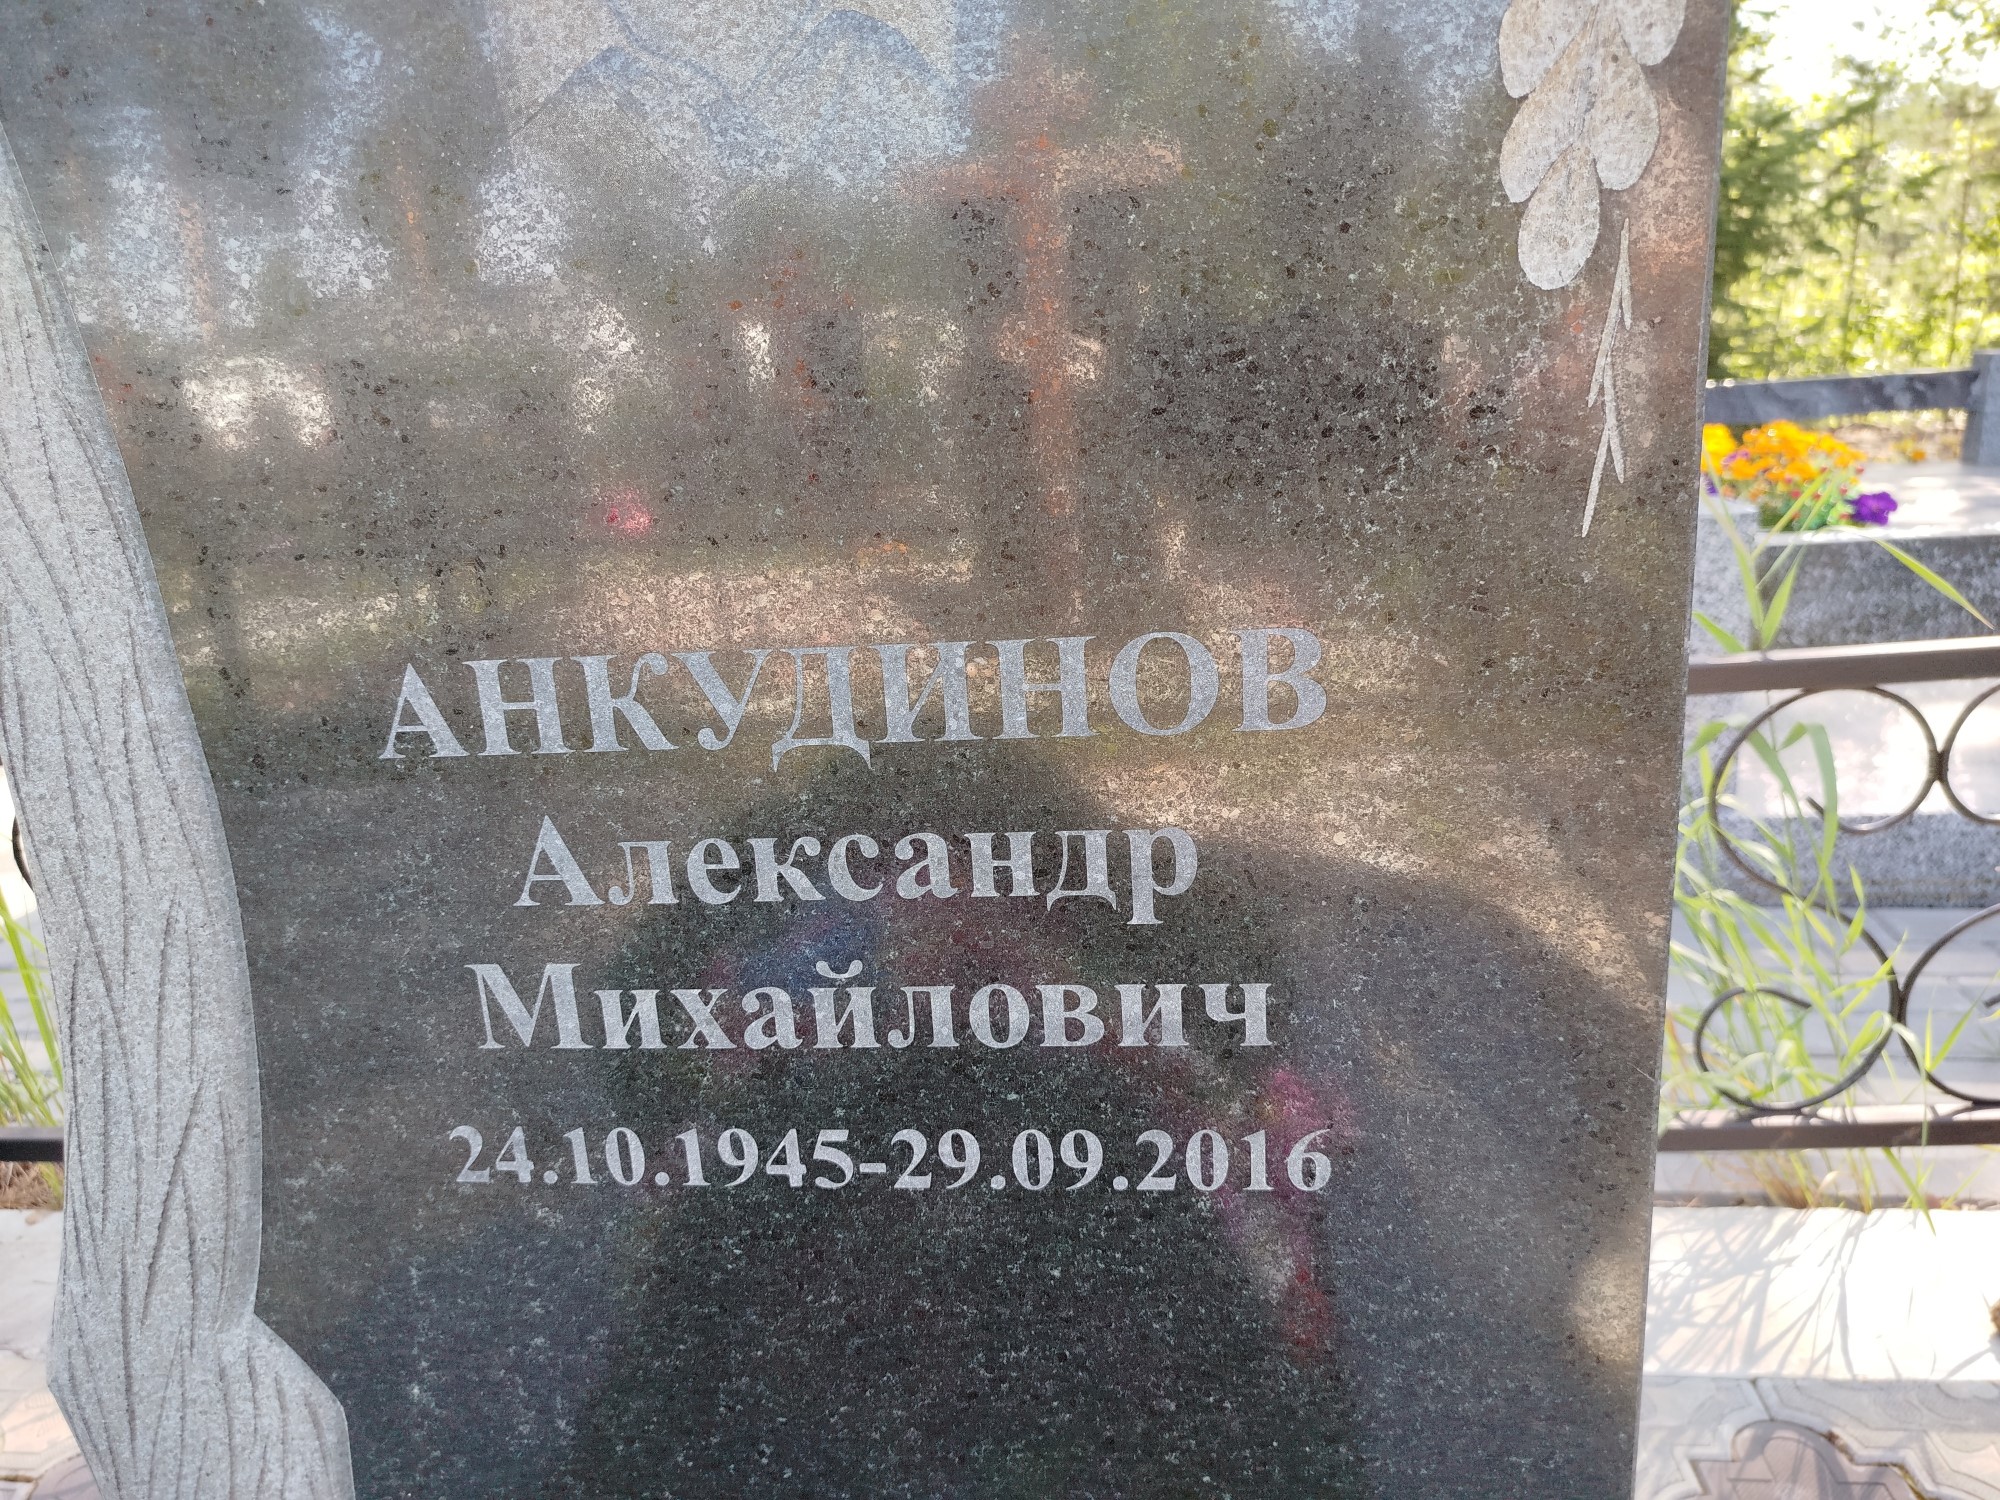 АНКУДИНОВ
Александр
Михайлович
24.10.1945-29.09.2016